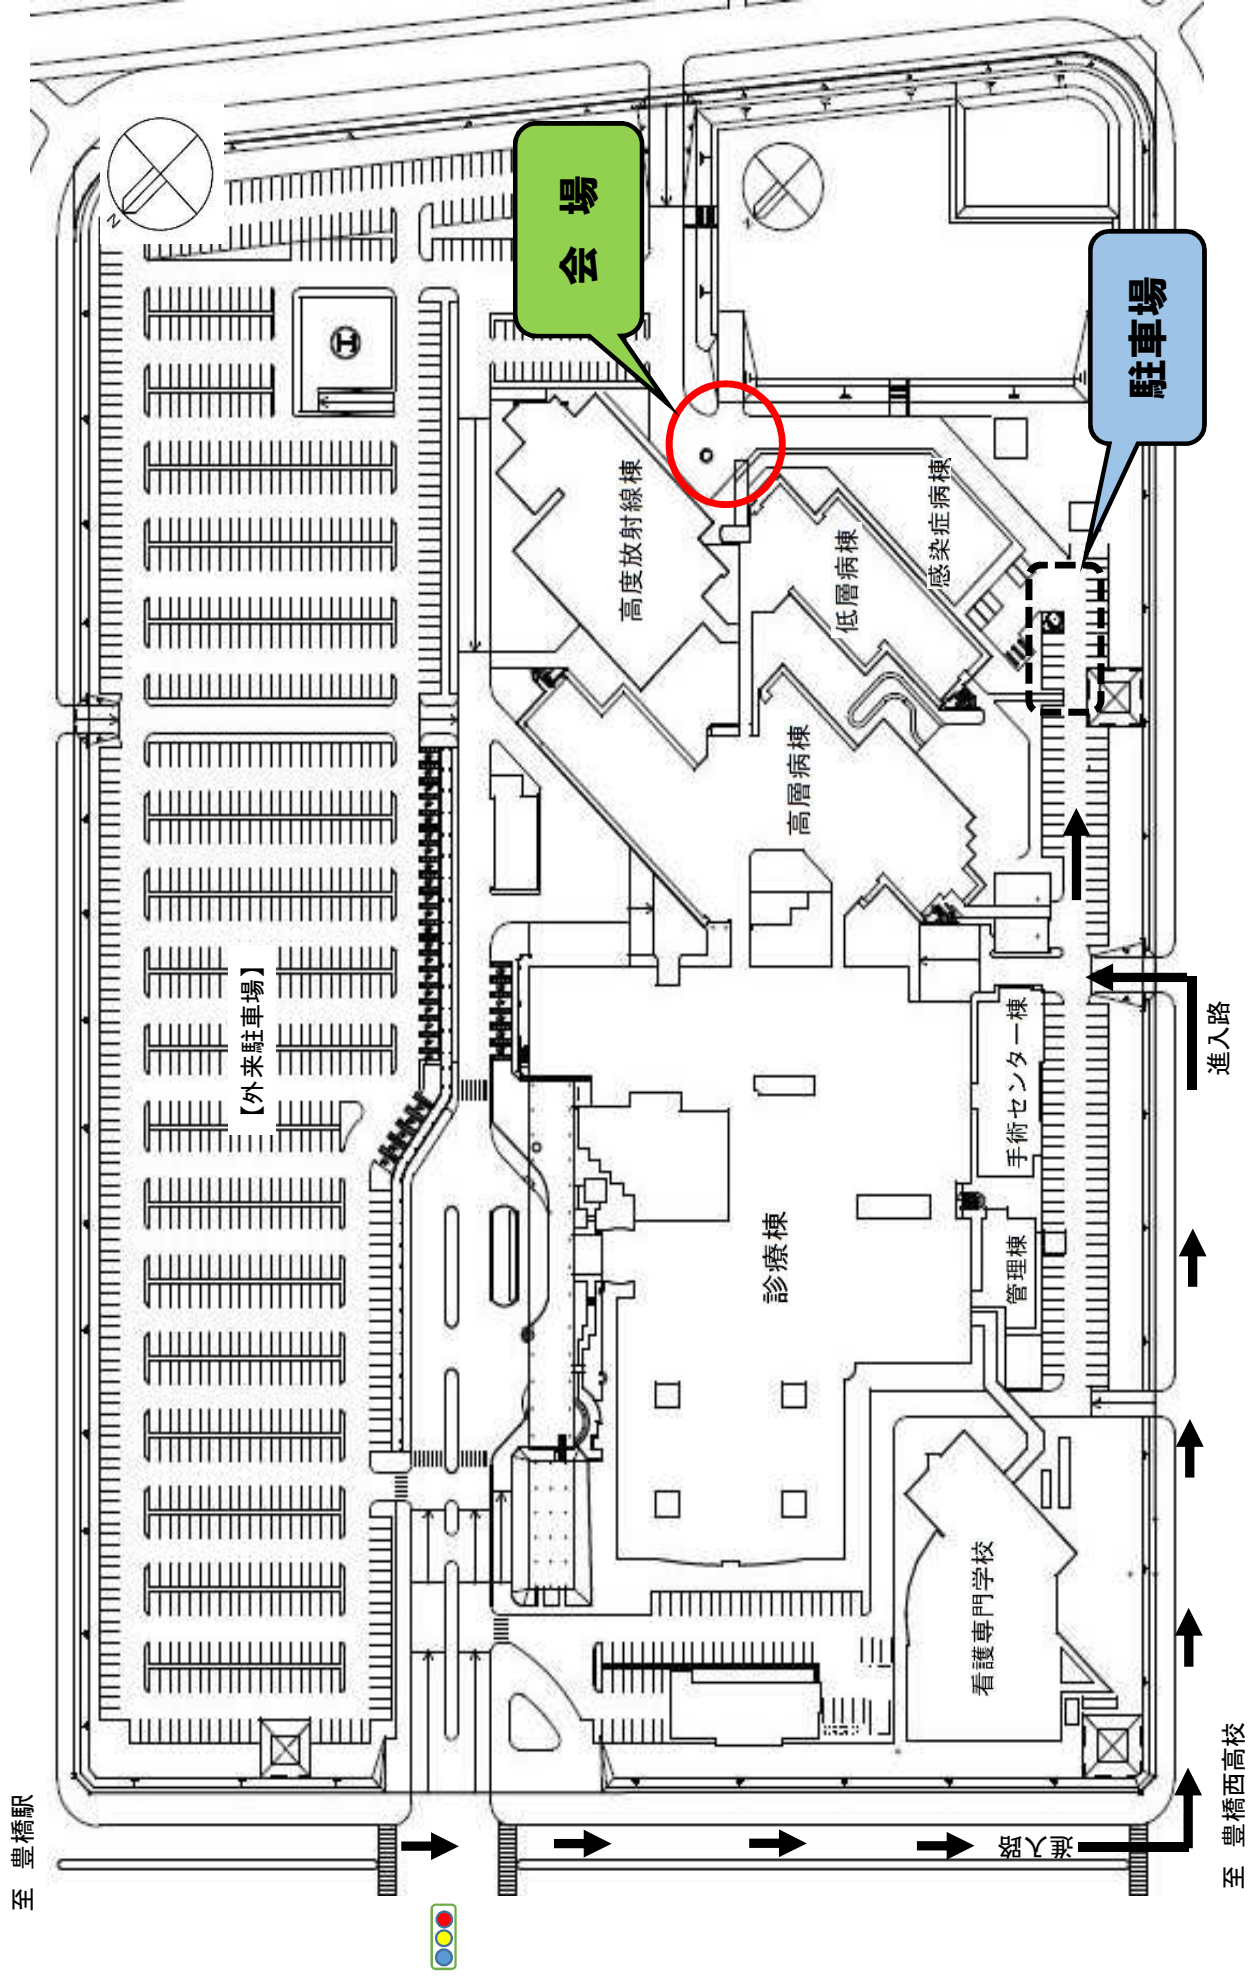 至 豊橋駅
【外来駐車場】
N
H
会 場
高度放射線棟
低層病棟
感染症病棟
高層病棟
駐車場
診療棟
手術センター棟
管理棟
看護専門学校
進入路
進入路
至 豊橋西高校